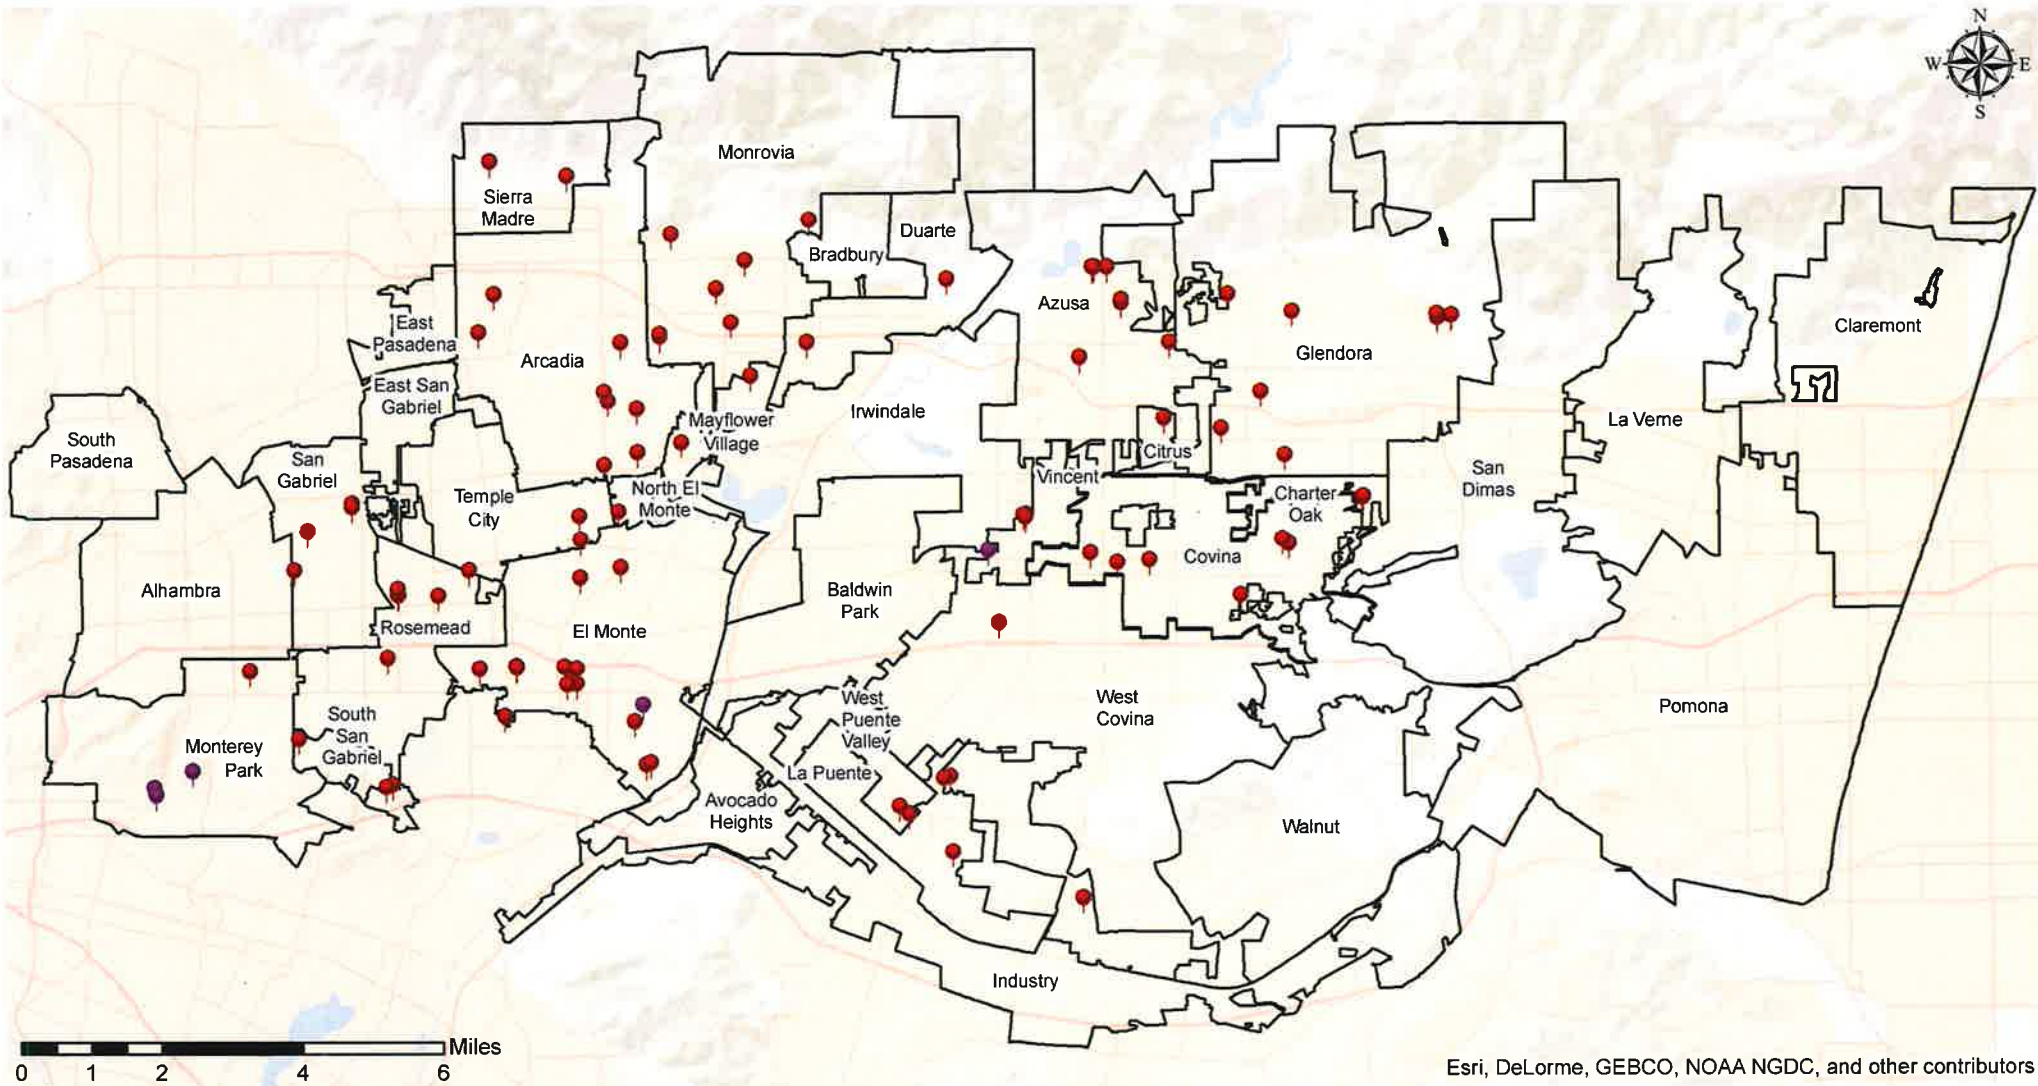 N
W
E
S
Monrovia
Sierra
Madre
Duarte
Bradbury
Azusa
East
Pasadena
Claremont
Arcadia
Glendora
East San
Gabriel
Mayflower
Village
Irwindale
La Verne
South
Pasadena
San
Gabriel
Citrus
Vincent
San
Dimas
Temple
City
North El
Monte
Charter
Oak
Covina
Alhambra
Baldwin
Park
Rosemead
El Monte
West
Puente
Valley
West
Covina
Pomona
South
San
Gabriel
Monterey
Park
La Puente
Avocado
Heights
Walnut
Industry
Miles
0 1 2 4 6
Esri, DeLorme, GEBCO, NOAA NGDC, and other contributors